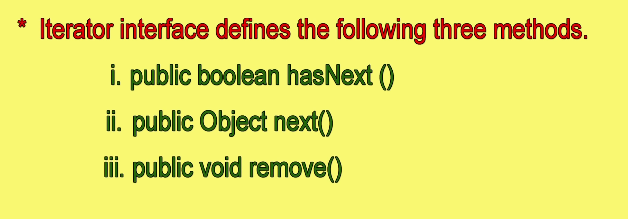 * Iterator interface defines the following three methods.
i. public boolean hasNext ()
ii. public Object next()
iii. public void remove()